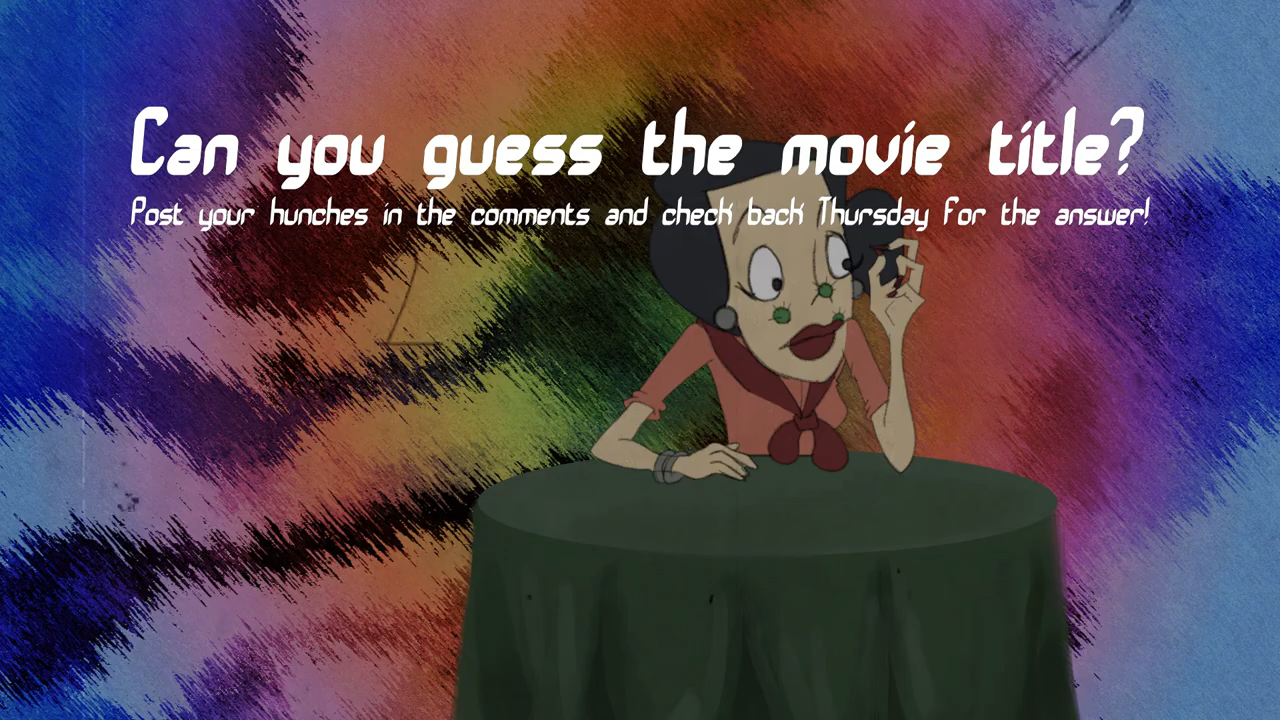 Can you guess the movie title?
Post your hunches in the comments and check back Thursday for the answer!